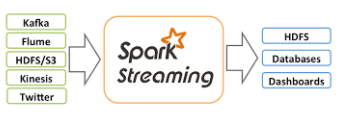 Kafka
Flume
HDFS/S3
Kinesis
Twitter
Spark
Streaming
HDFS
Databases
Dashboards